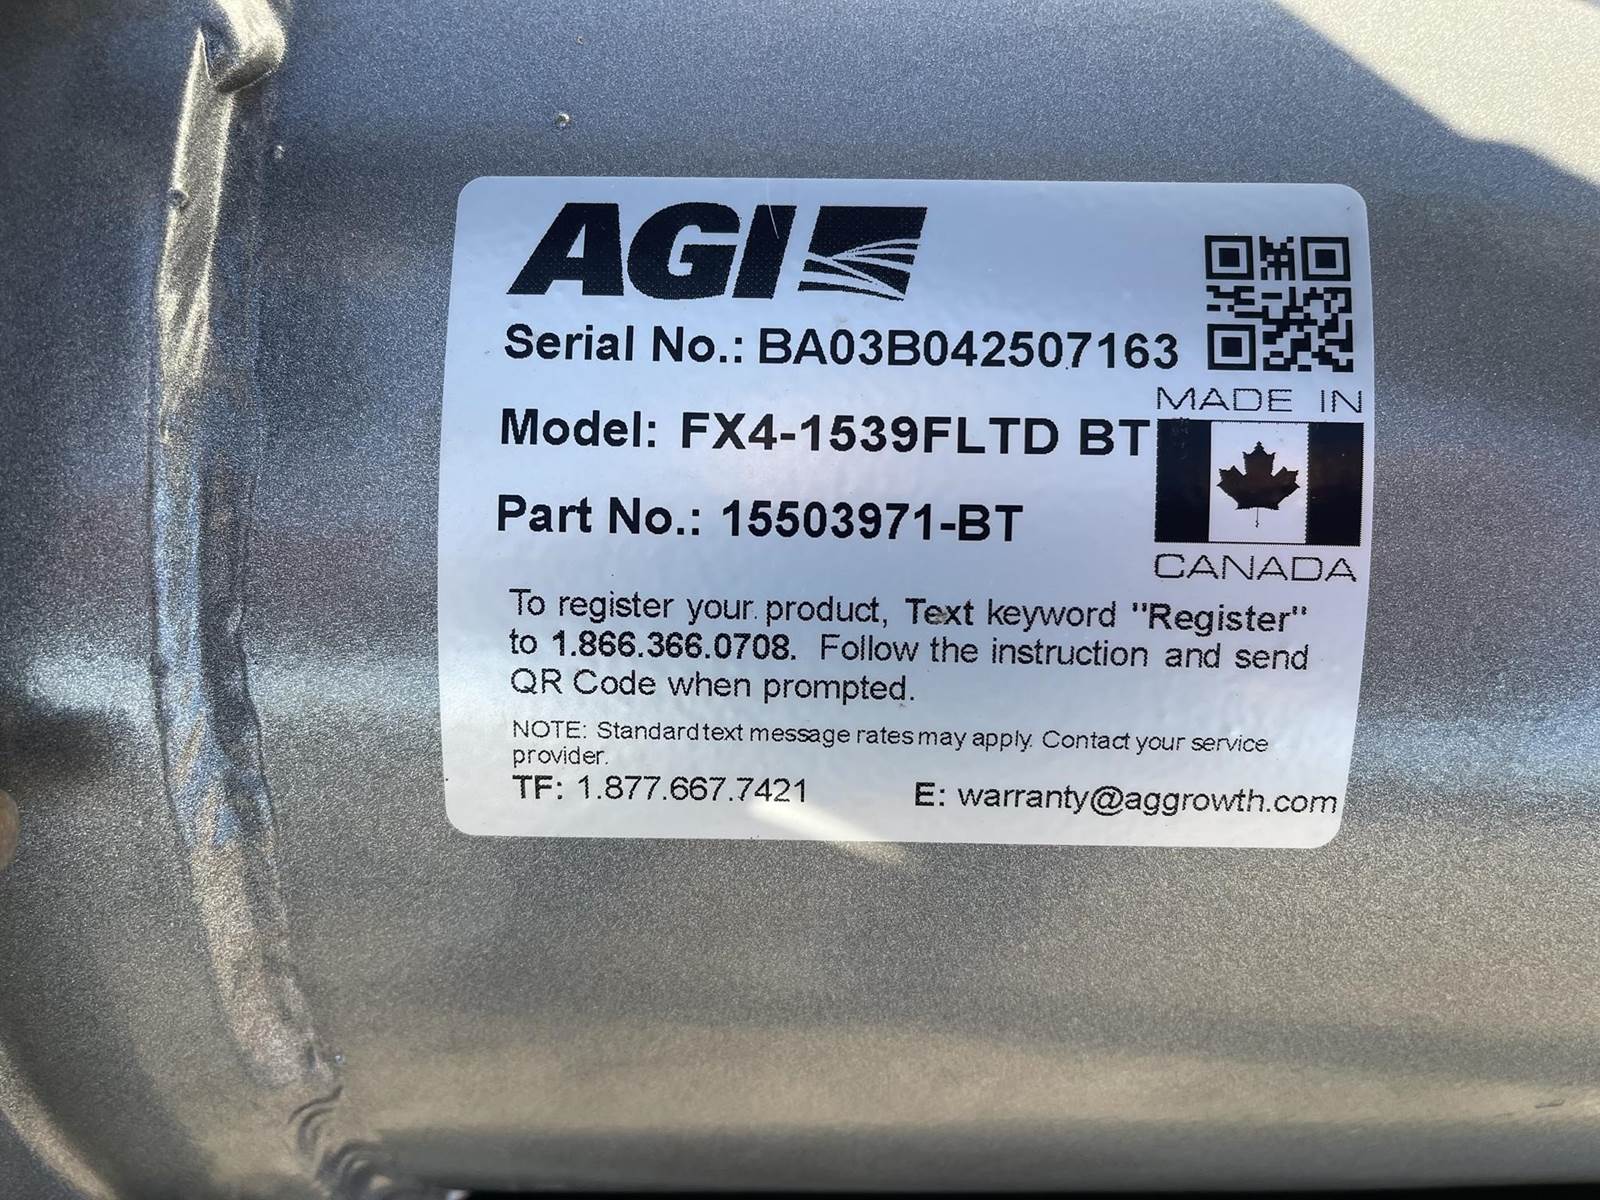 AGI
Serial No.: BA03B042507163
MADE IN
Model: FX4-1539FLTD BT
Part No.: 15503971-BT
CANADA
To register your product, Text keyword "Register"
to 1.866.366.0708. Follow the instruction and send
QR Code when prompted.
NOTE: Standard text message rates may apply. Contact your service
provider.
TF: 1.877.667.7421 E: warranty@aggrowth.com